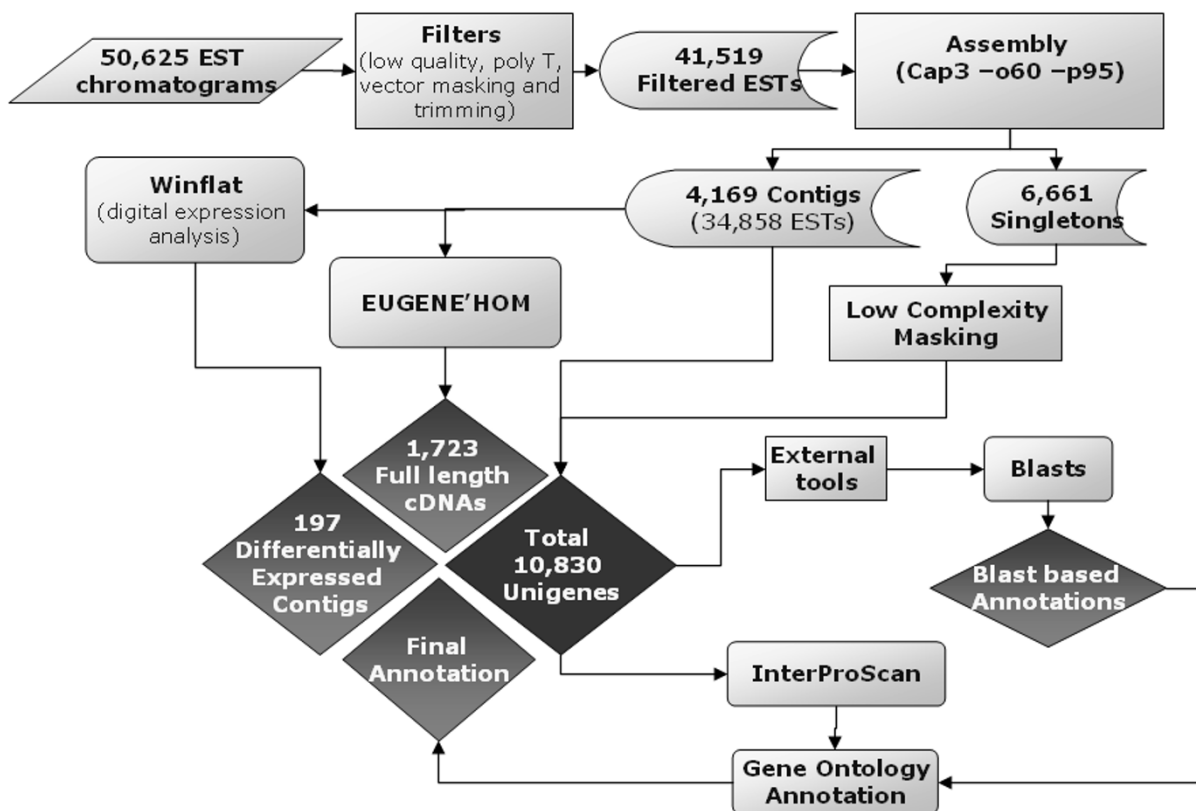 50,625 EST
chromatograms
Filters
(low quality, poly T,
vector masking and
trimming)
41,519
Filtered ESTs
Assembly
(Cap3 –o60 –p95)
Winflat
(digital expression
analysis)
4,169 Contigs
(34,858 ESTs)
6,661
Singletons
EUGENE’HOM
Low Complexity
Masking
1,723
Full length
cDNAs
External
tools
Blasts
197
Differentially
Expressed
Contigs
Total
10,830
Unigenes
Blast based
Annotations
Final
Annotation
InterProScan
Gene Ontology
Annotation